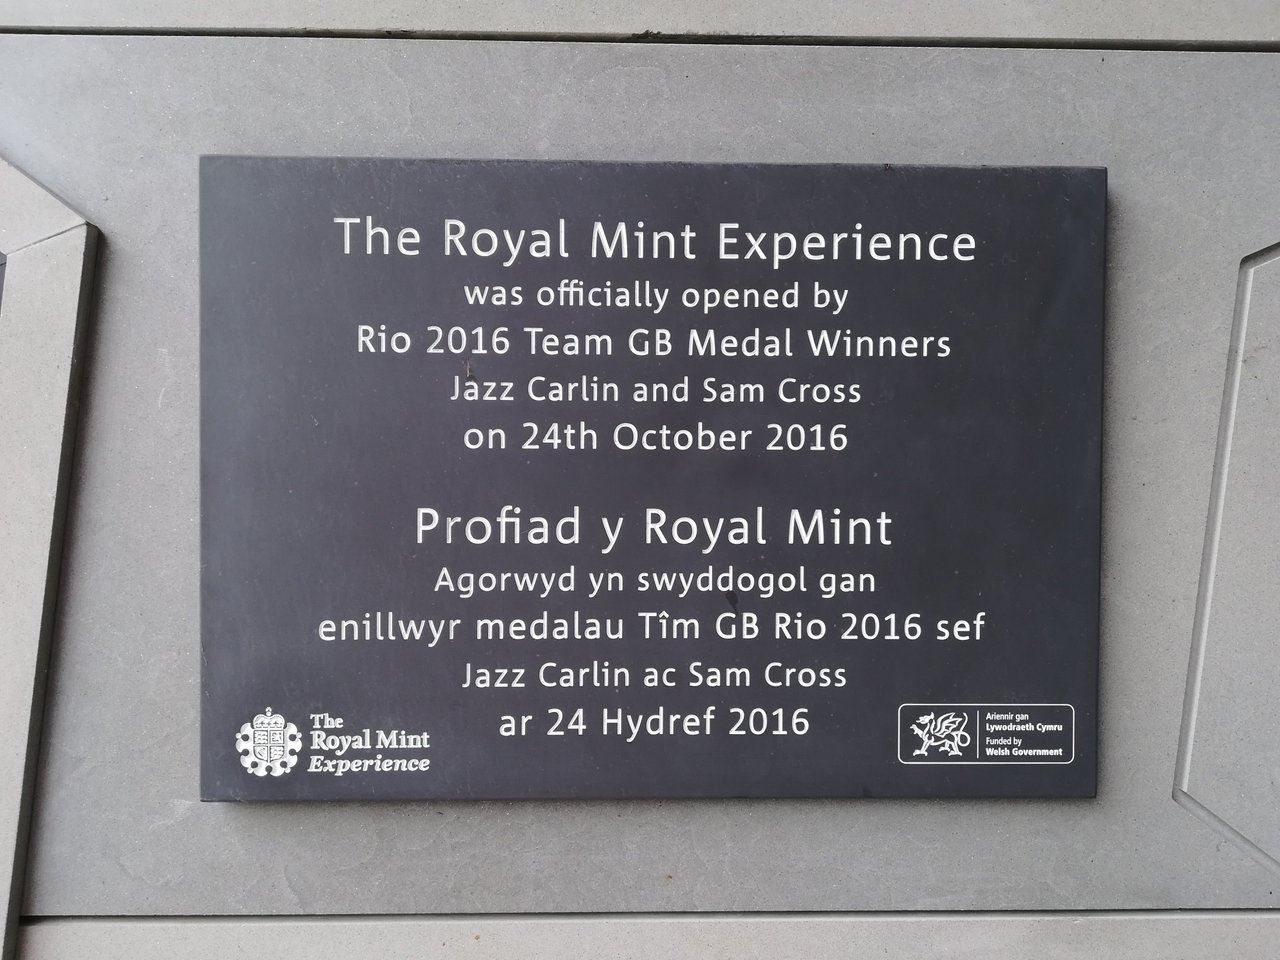 The Royal Mint Experience
was officially opened by
Rio 2016 Team GB Medal Winners
Jazz Carlin and Sam Cross
on 24th October 2016
Profiad y Royal Mint
Agorwyd yn swyddogol gan
enillwyr medalau Tîm GB Rio 2016 sef
Jazz Carlin ac Sam Cross
ar 24 Hydref 2016
The
Royal Mint
Experience
Ariennir gan
Lywodraeth Cymru
Funded by
Welsh Government